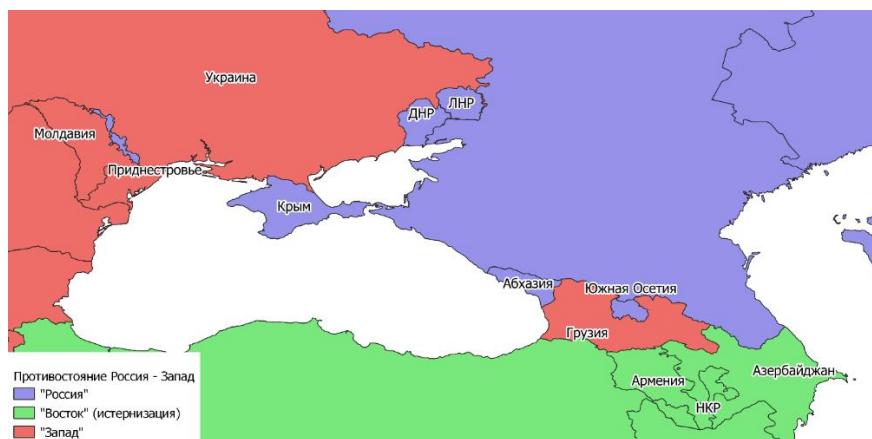 Украина
ДНР
ЛНР
Молдавия
Приднестровье
Крым
Абхазия
Южная Осетия
Грузия
Армения
Азербайджан
НКР
Противостояние Россия - Запад
"Россия"
"Восток" (истернизация)
"Запад"